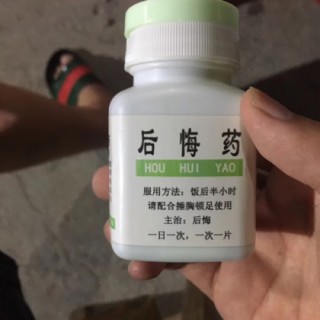 后悔药
HOU HUI YAO
服用方法：饭后半小时
请配合捶胸顿足使用
主治：后悔
一日一次，一次一片